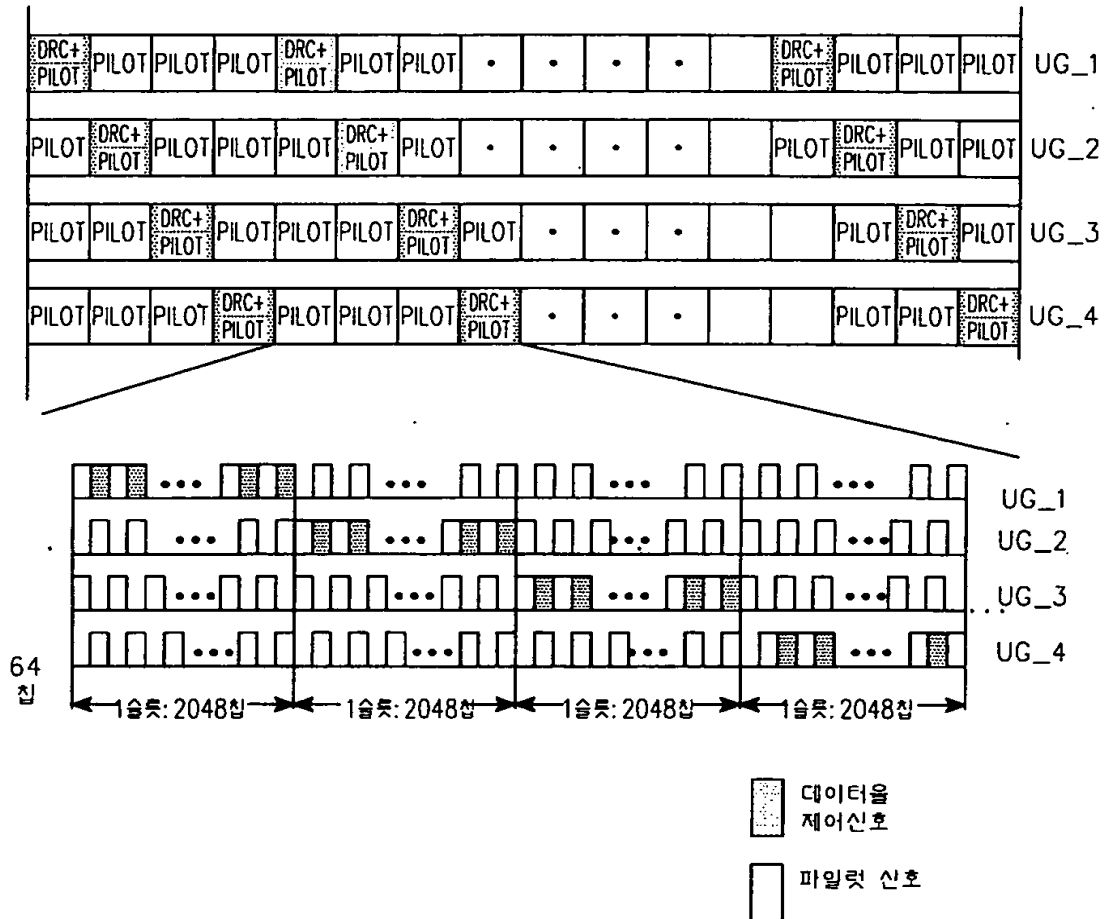 DRC+ PILOT PILOT PILOT PILOT DRC+ PILOT PILOT PILOT • • • • DRC+ PILOT PILOT PILOT PILOT UG_1
PILOT DRC+ PILOT PILOT PILOT PILOT DRC+ PILOT PILOT • • • • PILOT DRC+ PILOT PILOT PILOT UG_2
PILOT PILOT DRC+ PILOT PILOT PILOT PILOT DRC+ PILOT PILOT • • • PILOT DRC+ PILOT PILOT UG_3
PILOT PILOT PILOT DRC+ PILOT PILOT PILOT PILOT DRC+ PILOT • • • PILOT PILOT DRC+ PILOT UG_4
••• ••• ••• ••• UG_1
••• ••• ••• ••• UG_2
••• ••• ••• ••• ... UG_3
••• ••• ••• ••• UG_4
64
칩
1슬롯: 2048칩 1슬롯: 2048칩 1슬롯: 2048칩 1슬롯: 2048칩
데이터율
제어신호
파일럿 신호